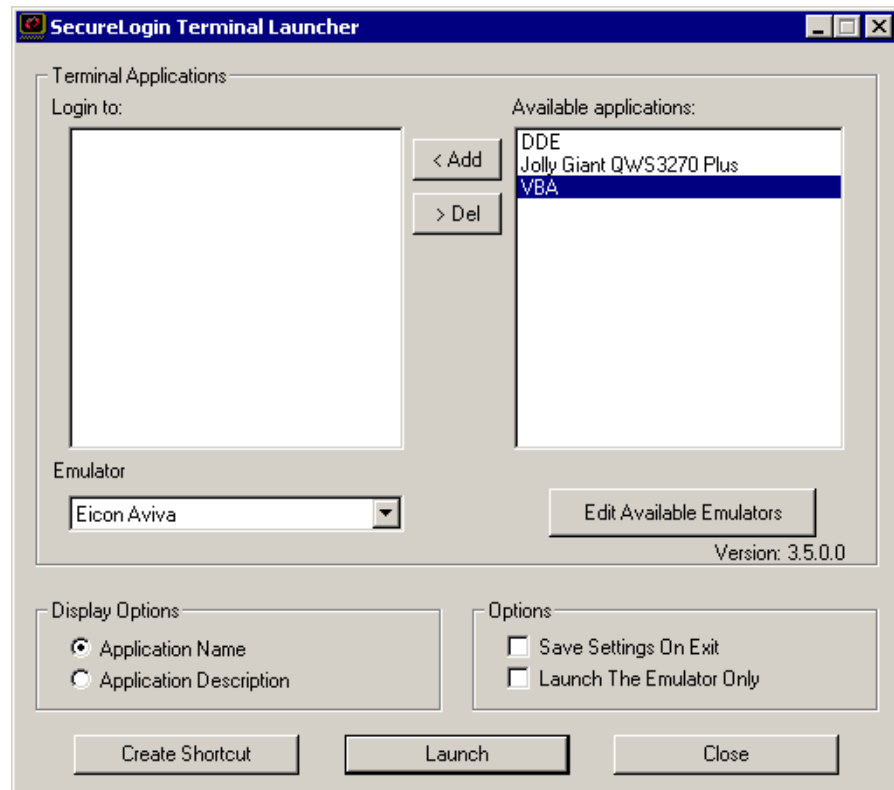 SecureLogin Terminal Launcher
Terminal Applications
Login to:
Available applications:
< Add
> Del
DDE
Jolly Giant QWS3270 Plus
VBA
Emulator
Eicon Aviva
Edit Available Emulators
Version: 3.5.0.0
Display Options
Application Name
Application Description
Options
Save Settings On Exit
Launch The Emulator Only
Create Shortcut
Launch
Close